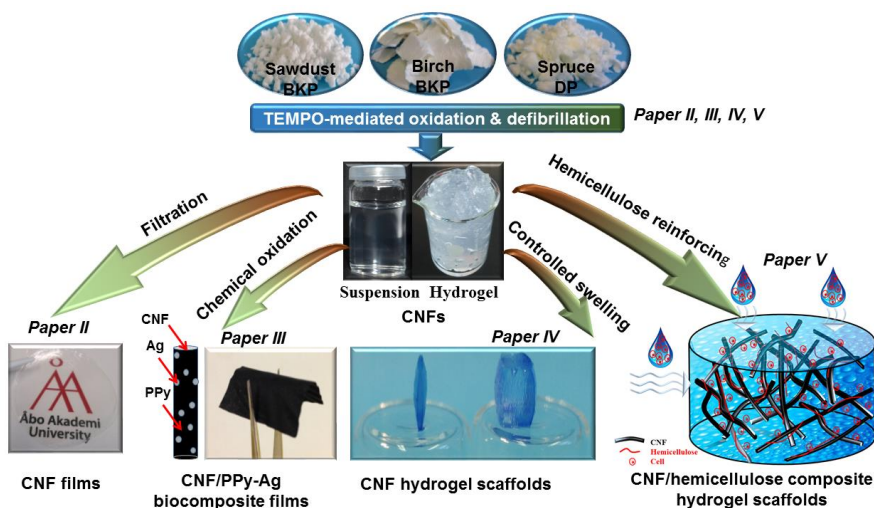 Sawdust
BKP
Birch
BKP
Spruce
DP
TEMPO-mediated oxidation & defibrillation
Paper II, III, IV, V
Filtration
Chemical oxidation
Suspension Hydrogel
CNFs
Controlled swelling
Hemicellulose reinforcing
Paper II
Åbo Akademi
University
CNF films
CNF
Ag
PPy
Paper III
CNF/PPy-Ag
biocomposite films
Paper IV
CNF hydrogel scaffolds
Paper V
CNF
Hemicellulose
Cell
CNF/hemicellulose composite
hydrogel scaffolds